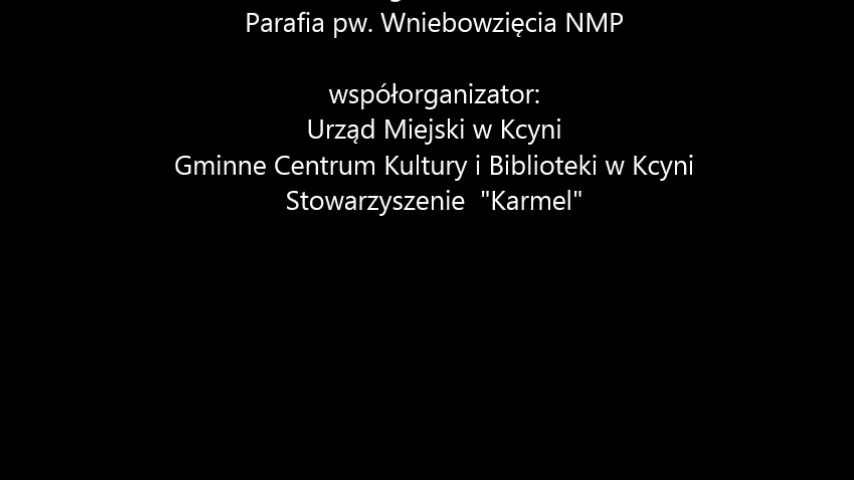 Parafia pw. Wniebowzięcia NMP
współorganizator:
Urząd Miejski w Kcyni
Gminne Centrum Kultury i Biblioteki w Kcyni
Stowarzyszenie "Karmel"